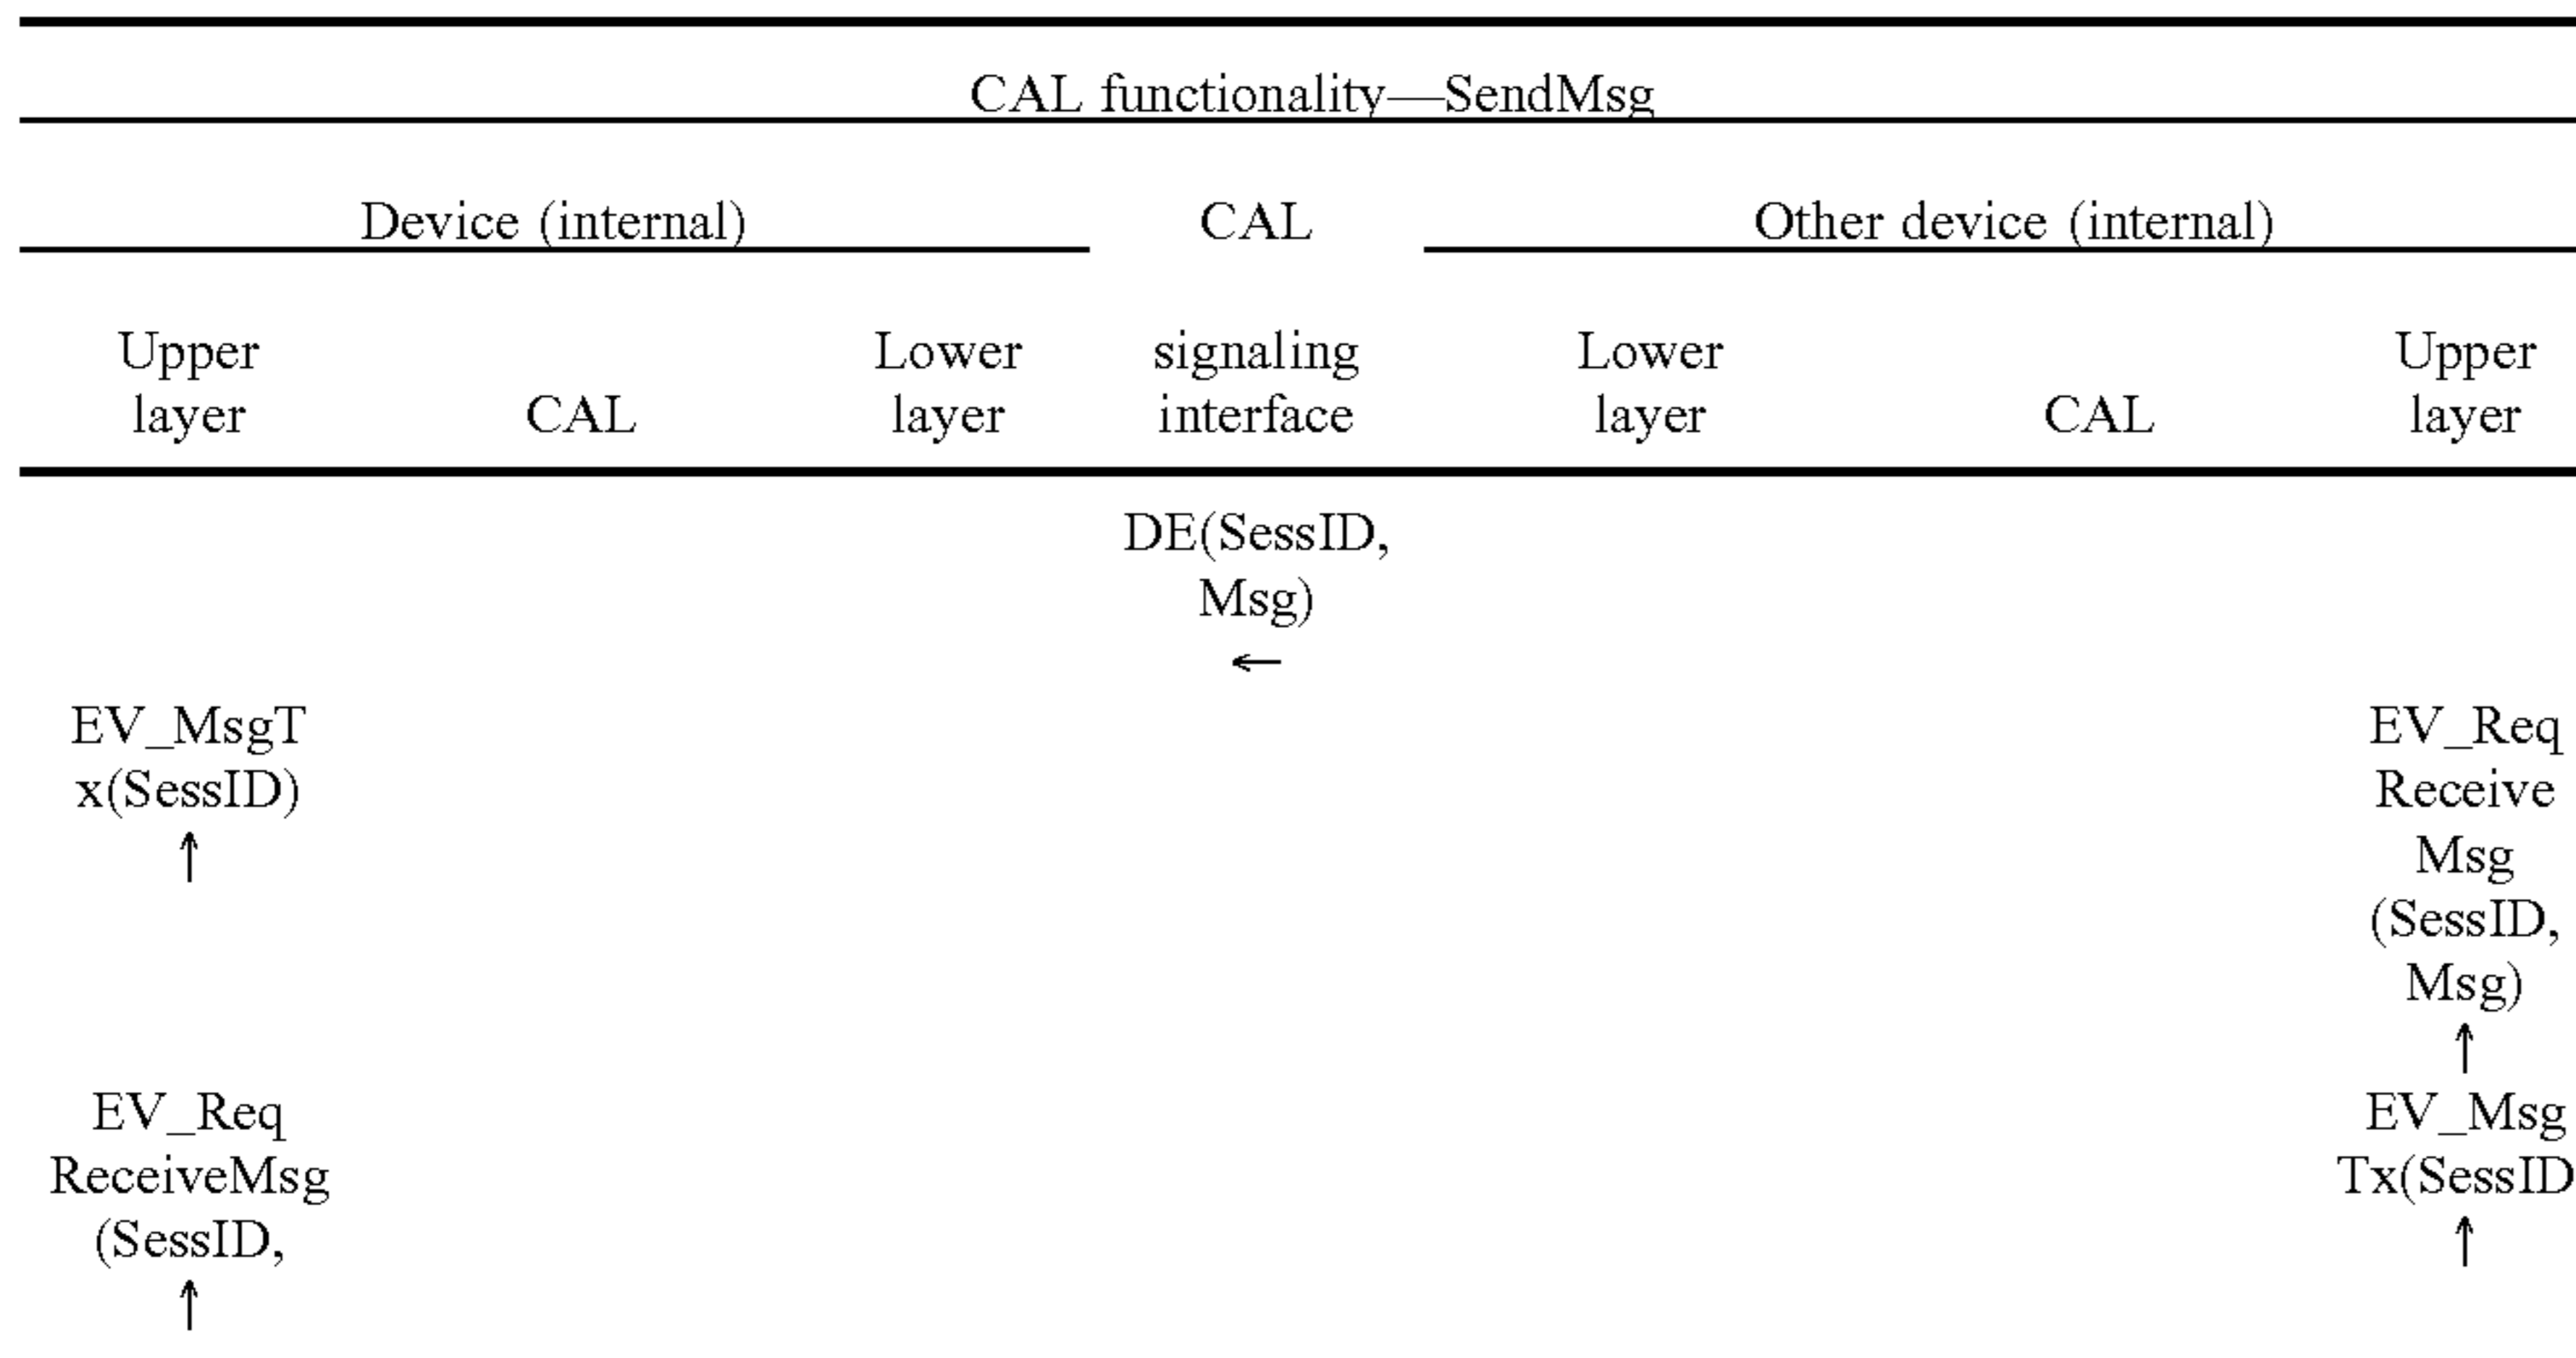 CAL functionality—SendMsg
Device (internal) CAL Other device (internal)
Upper Lower signaling Lower Upper
layer CAL layer interface layer CAL layer
DE(SessID,
Msg)
←
EV_MsgT EV_Req
x(SessID) Receive
↑ Msg
(SessID,
Msg)
↑
EV_Req EV_Msg
ReceiveMsg Tx(SessID
(SessID, ↑
↑